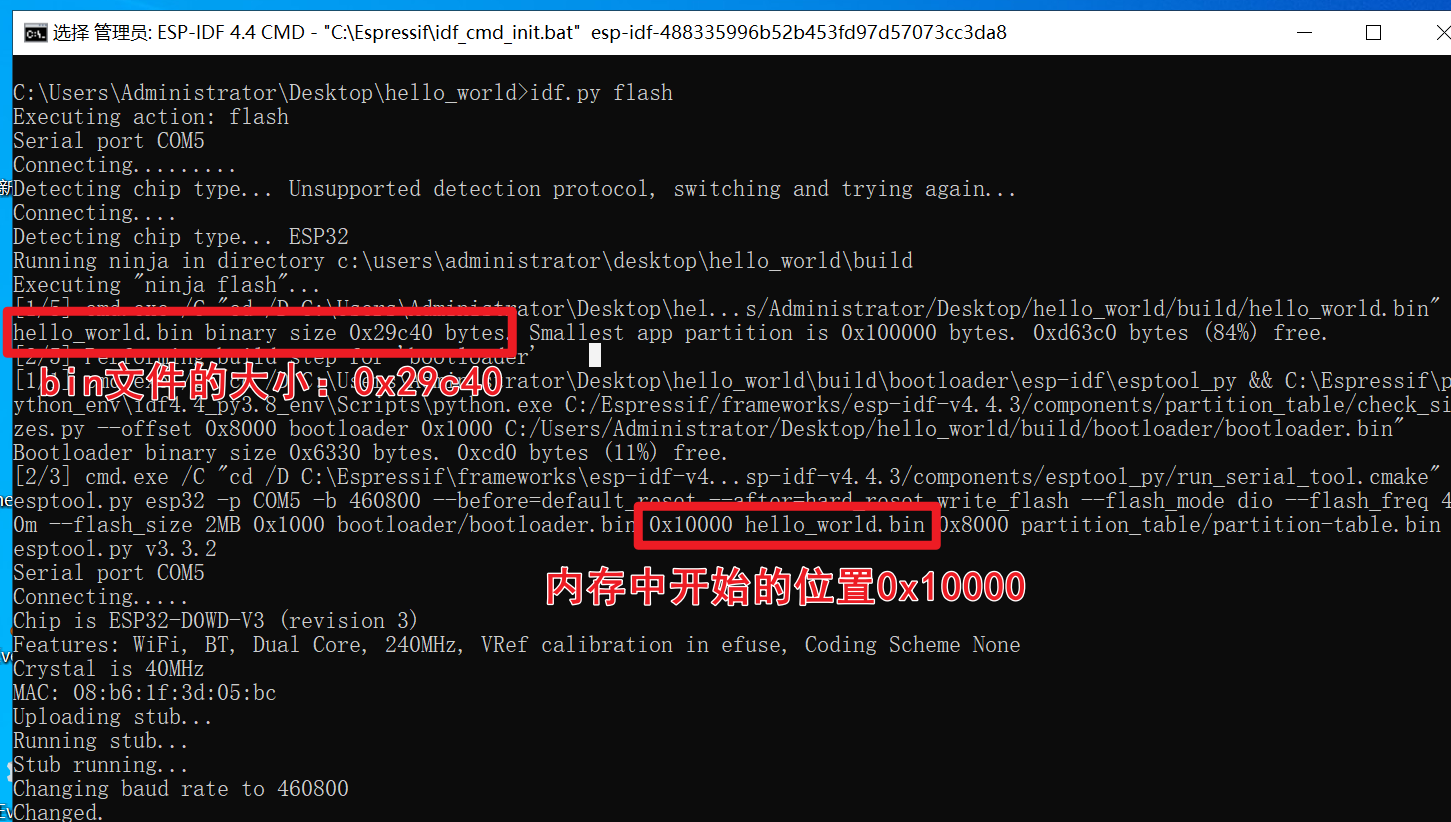 选择 管理员: ESP-IDF 4.4 CMD - "C:\Espressif\idf_cmd_init.bat"  esp-idf-488335996b52b453fd97d57073cc3da8
C:\Users\Administrator\Desktop\hello_world>idf.py flash
Executing action: flash
Serial port COM5
Connecting.........
新
Detecting chip type... Unsupported detection protocol, switching and trying again...
Connecting....
Detecting chip type... ESP32
Running ninja in directory c:\users\administrator\desktop\hello_world\build
Executing "ninja flash"...
[1/5] cmd.exe /C "cd /D C:\Users\Administrator\Desktop\hel...s/Administrator/Desktop/hello_world/build/hello_world.bin"
hello_world.bin binary size 0x29c40 bytes. Smallest app partition is 0x100000 bytes. 0xd63c0 bytes (84%) free.
[2/5] Performing build step for 'bootloader'
bin文件的大小：0x29c40
\Desktop\hello_world\build\bootloader\esp-idf\esptool_py && C:\Espressif\p
ython_env\idf4.4_py3.8_env\Scripts\python.exe C:/Espressif/frameworks/esp-idf-v4.4.3/components/partition_table/check_si
zes.py --offset 0x8000 bootloader 0x1000 C:/Users/Administrator/Desktop/hello_world/build/bootloader/bootloader.bin"
Bootloader binary size 0x6330 bytes. 0xcd0 bytes (11%) free.
[2/3] cmd.exe /C "cd /D C:\Espressif\frameworks\esp-idf-v4...sp-idf-v4.4.3/components/esptool_py/run_serial_tool.cmake"
esptool.py esp32 -p COM5 -b 460800 --before=default_reset --after=hard_reset write_flash --flash_mode dio --flash_freq 4
0m --flash_size 2MB 0x1000 bootloader/bootloader.bin 0x10000 hello_world.bin 0x8000 partition_table/partition-table.bin
esptool.py v3.3.2
Serial port COM5
内存中开始的位置0x10000
Connecting.....
Chip is ESP32-D0WD-V3 (revision 3)
Features: WiFi, BT, Dual Core, 240MHz, VRef calibration in efuse, Coding Scheme None
Crystal is 40MHz
MAC: 08:b6:1f:3d:05:bc
Uploading stub...
Running stub...
Stub running...
Changing baud rate to 460800
Changed.